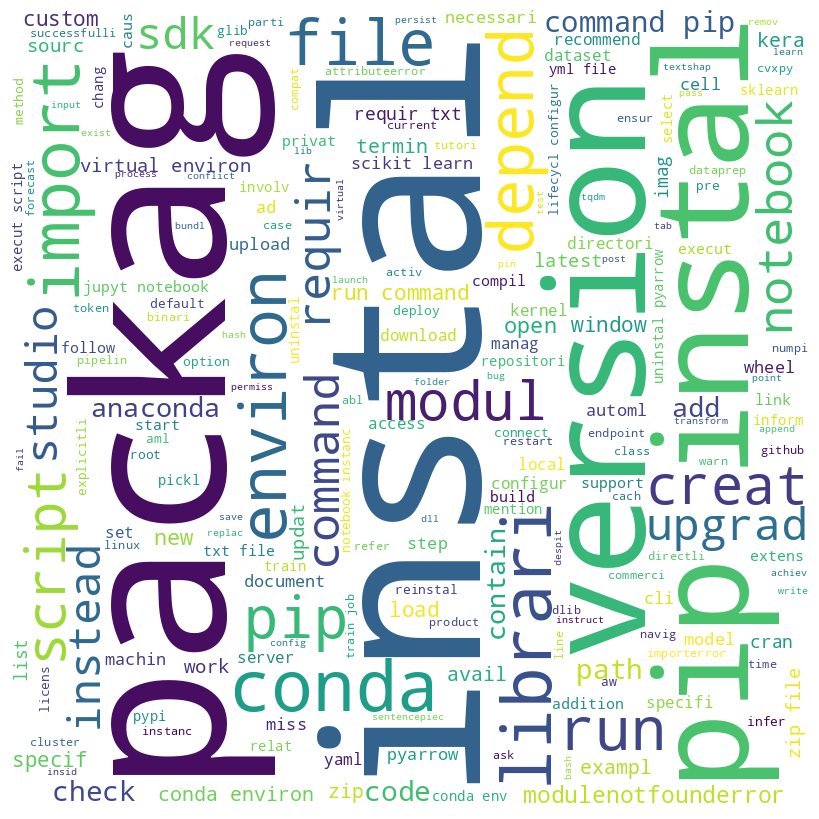 custom
successfulli
sourc
caus
sdk
glib
parti
request
file
persist
necessari
command pip
recommend
dataset
yml file
remov
learn
kera
textshap
cvxpy
cell
sklearn
method
input
import
chang
packag
attributeerror
compat
requir txt
current
tutori
termin
scikit learn
depend
lifecycl configur
ensur
select
pass
imag
dataprep
pre
exist
virtual environ
process
conflict
privat
lib
execut script
forecast
involv
ad
case
upload
requir
virtual
install
version
tqdm
test
tab
pip instal
notebook
directori
execut
latest
post
bundl
jupyt notebook
default
token
binari
activ
run command
compil
pin
launch
deploy
kernel
open
window
uninstal pyarrow
numpi
studio
environ
uninstal
download
manag
repositori
bug
follow
pipelin
option
hash
abl
folder
wheel
point
permiss
modul
link
anaconda
command
automl
add
transform
inform
append
start
aml
root
access
connect
restart
endpoint
class
github
fail
script
explicitli
pickl
local
configur
support
warn
cach
creat
build
mention
set
new
save
replac
linux
updat
notebook instanc
dll
refer
step
contain
librari
despit
upgrad
txt file
instead
train
document
directli
extens
commerci
achiev
write
reinstal
load
product
dlib
instruct
cli
pip
config
train job
line
navig
model
importerror
cran
time
list
licens
machin
work
server
conda
avail
path
aw
specifi
addition
infer
zip file
pypi
instanc
miss
sentencepiec
run
cluster
insid
relat
specif
yaml
pyarrow
ask
bash
exampl
check
conda environ
zip
code
conda env
modulenotfounderror